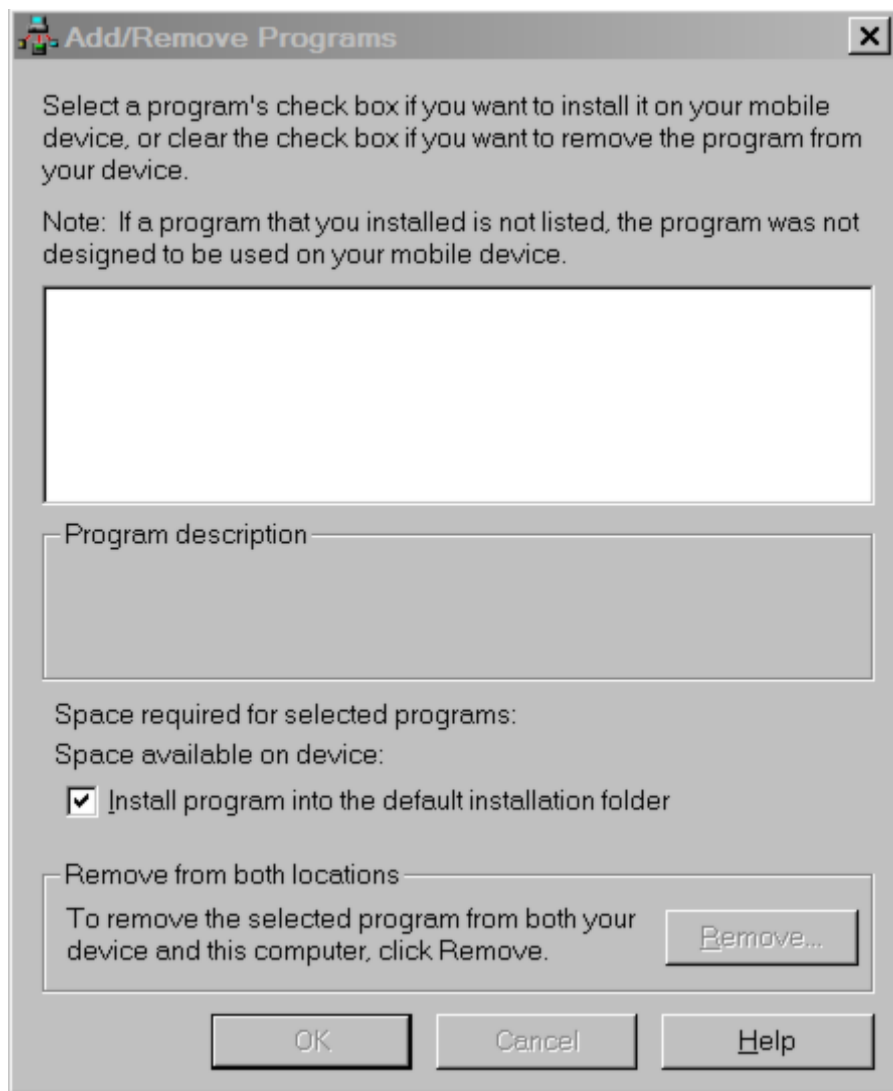 Add/Remove Programs
Select a program's check box if you want to install it on your mobile
device, or clear the check box if you want to remove the program from
your device.
Note: If a program that you installed is not listed, the program was not
designed to be used on your mobile device.
Program description
Space required for selected programs:
Space available on device:
Install program into the default installation folder
Remove from both locations
To remove the selected program from both your
device and this computer, click Remove.
Remove...
OK
Cancel
Help